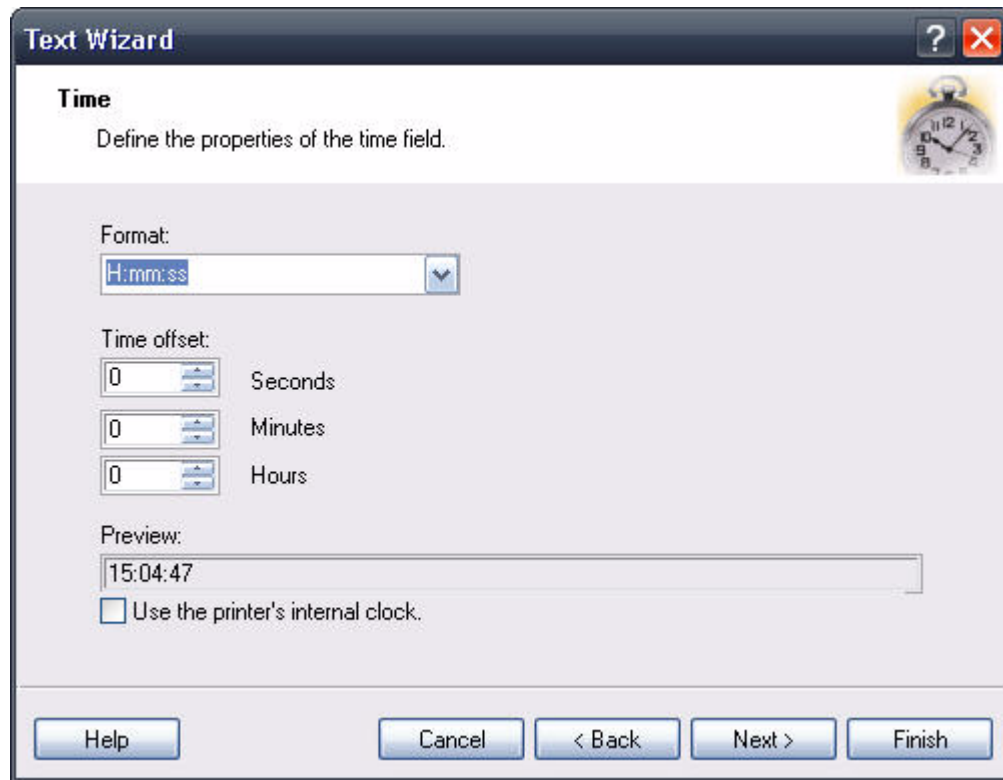 Text Wizard
?
Time
Define the properties of the time field.
Format:
H:mm:ss
Time offset:
0 Seconds
0 Minutes
0 Hours
Preview:
15:04:47
Use the printer's internal clock.
Help Cancel < Back Next > Finish